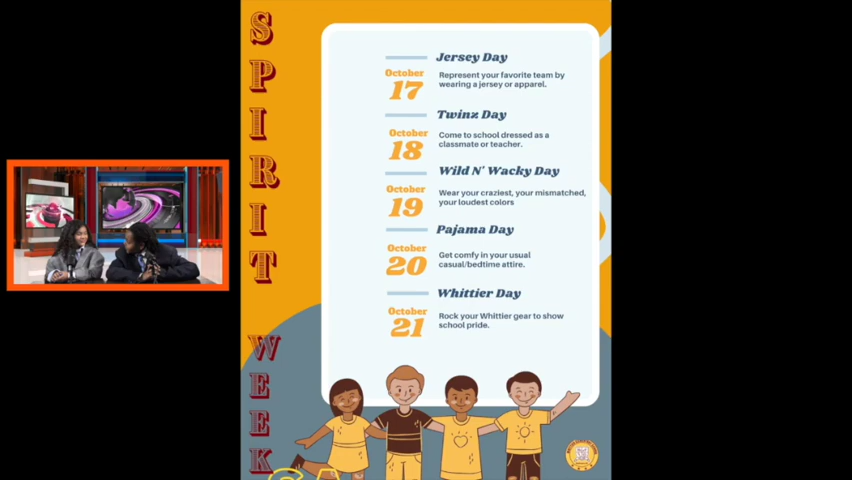 SPIRIT
WEEK
Jersey Day
October
17
Represent your favorite team by
wearing a jersey or apparel.
Twinz Day
October
18
Come to school dressed as a
classmate or teacher.
Wild N' Wacky Day
October
19
Wear your craziest, your mismatched,
your loudest colors
Pajama Day
October
20
Get comfy in your usual
casual/bedtime attire.
Whittier Day
October
21
Rock your Whittier gear to show
school pride.